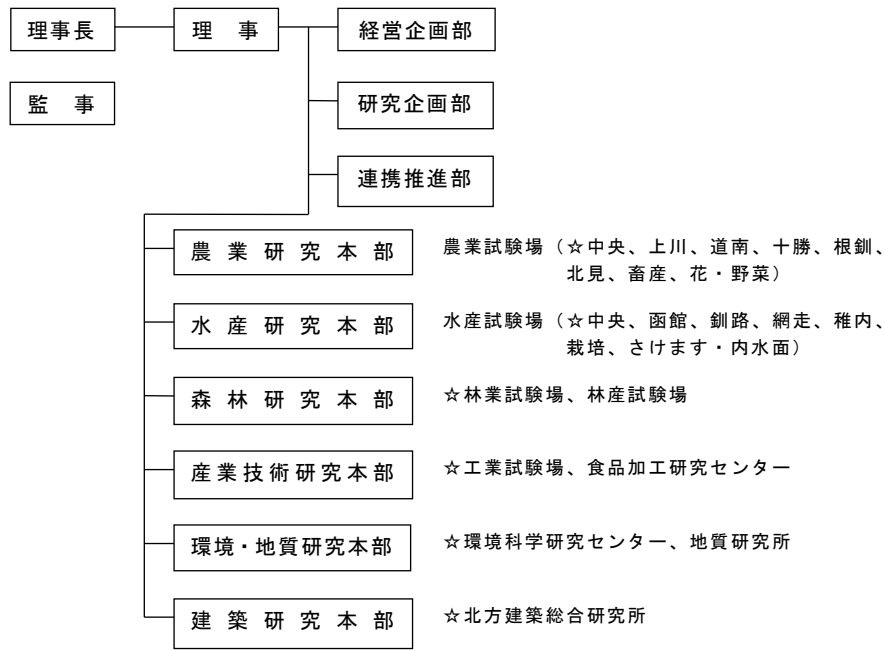 理事長 理 事 経営企画部
監 事 研究企画部
連携推進部
農業研究本部 農業試験場（☆中央、上川、道南、十勝、根釧、
北見、畜産、花・野菜）
水産研究本部 水産試験場（☆中央、函館、釧路、網走、稚内、
栽培、さけます・内水面）
森林研究本部 ☆林業試験場、林産試験場
産業技術研究本部 ☆工業試験場、食品加工研究センター
環境・地質研究本部 ☆環境科学研究センター、地質研究所
建築研究本部 ☆北方建築総合研究所